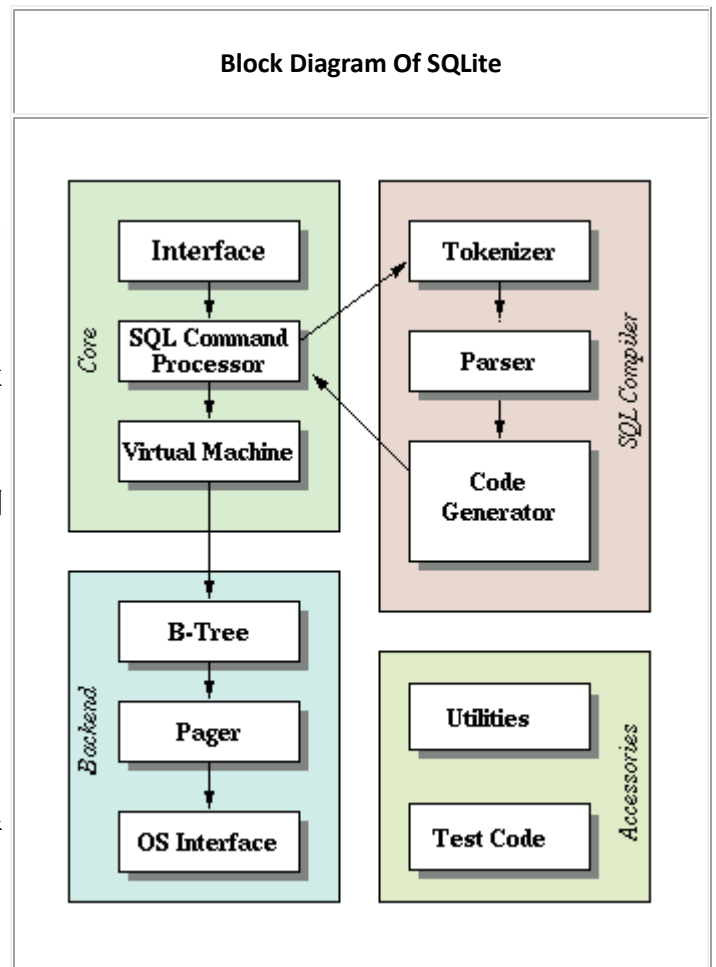 Block Diagram Of SQLite
Core
Interface
SQL Command
Processor
Virtual Machine
SQL Compiler
Tokenizer
Parser
Code
Generator
Backend
B-Tree
Pager
OS Interface
Accessories
Utilities
Test Code